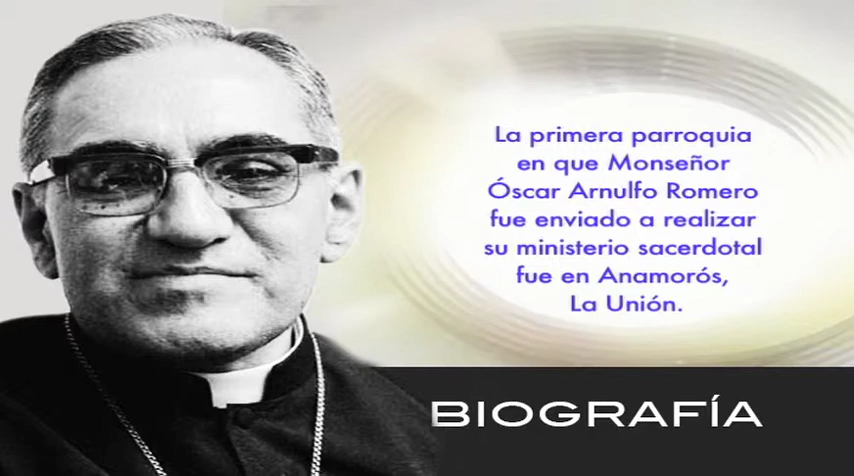 La primera parroquia
en que Monseñor
Óscar Arnulfo Romero
fue enviado a realizar
su ministerio sacerdotal
fue en Anamorós,
La Unión.
BIOGRAFÍA